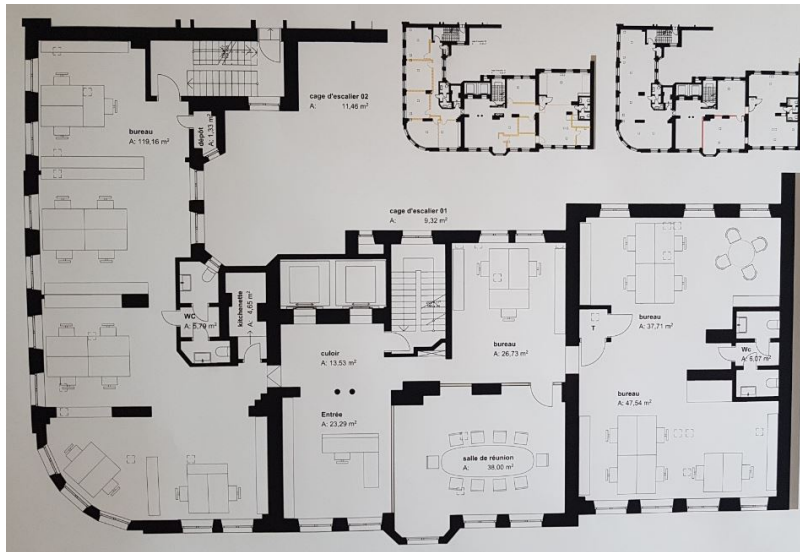 cage d'escalier 02
A: 11,46 m²
bureau
A: 119,16 m²
dépôt
A: 1,33 m²
cage d'escalier 01
A: 9,32 m²
WC
A: 5,79 m²
kitchenette
A: 4,65 m²
culoir
A: 13,53 m²
Entrée
A: 23,29 m²
bureau
A: 26,73 m²
salle de réunion
A: 38,00 m²
bureau
A: 37,71 m²
T
Wc
A: 6,07 m²
bureau
A: 47,54 m²